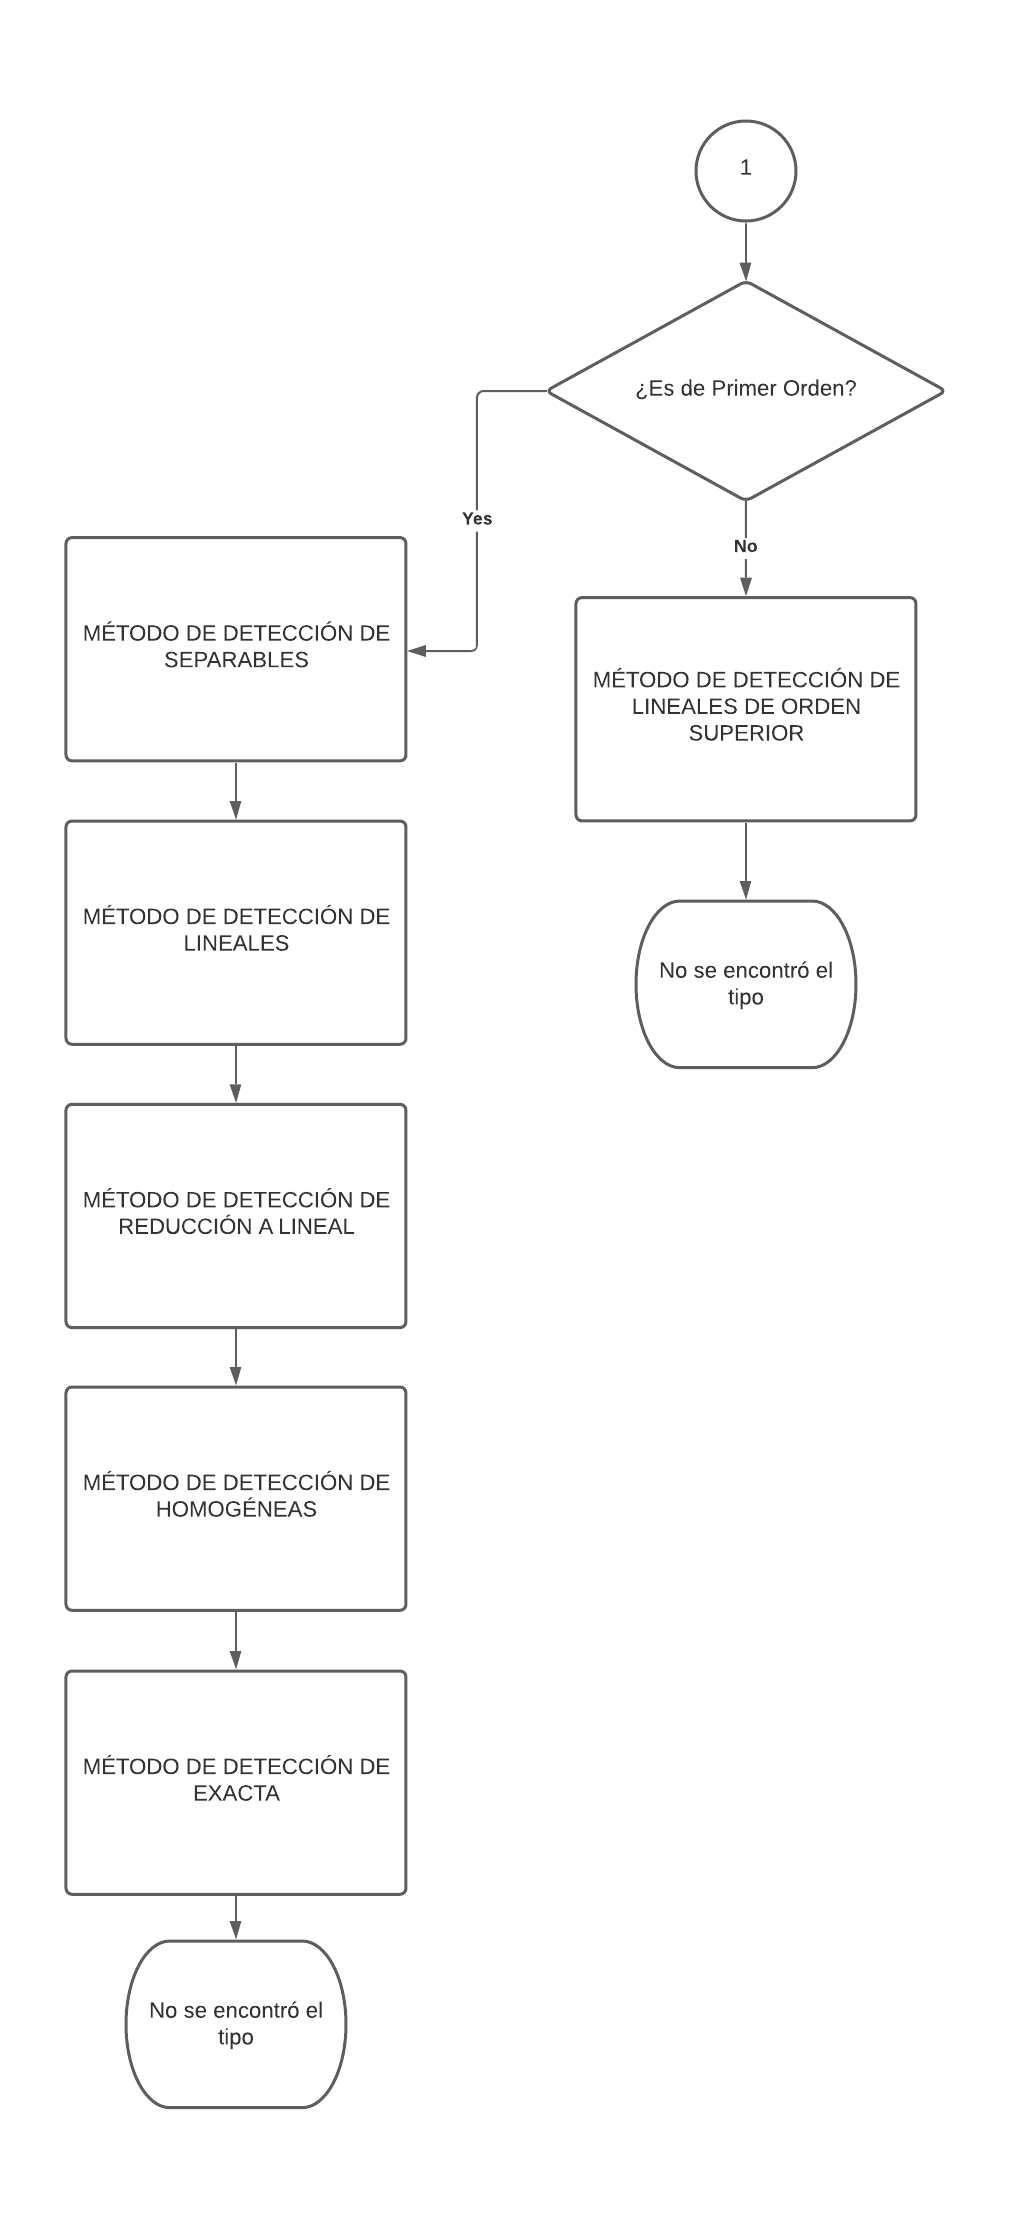 1
¿Es de Primer Orden?
Yes
No
MÉTODO DE DETECCIÓN DE
SEPARABLES
MÉTODO DE DETECCIÓN DE
LINEALES DE ORDEN
SUPERIOR
MÉTODO DE DETECCIÓN DE
LINEALES
No se encontró el
tipo
MÉTODO DE DETECCIÓN DE
REDUCCIÓN A LINEAL
MÉTODO DE DETECCIÓN DE
HOMOGÉNEAS
MÉTODO DE DETECCIÓN DE
EXACTA
No se encontró el
tipo